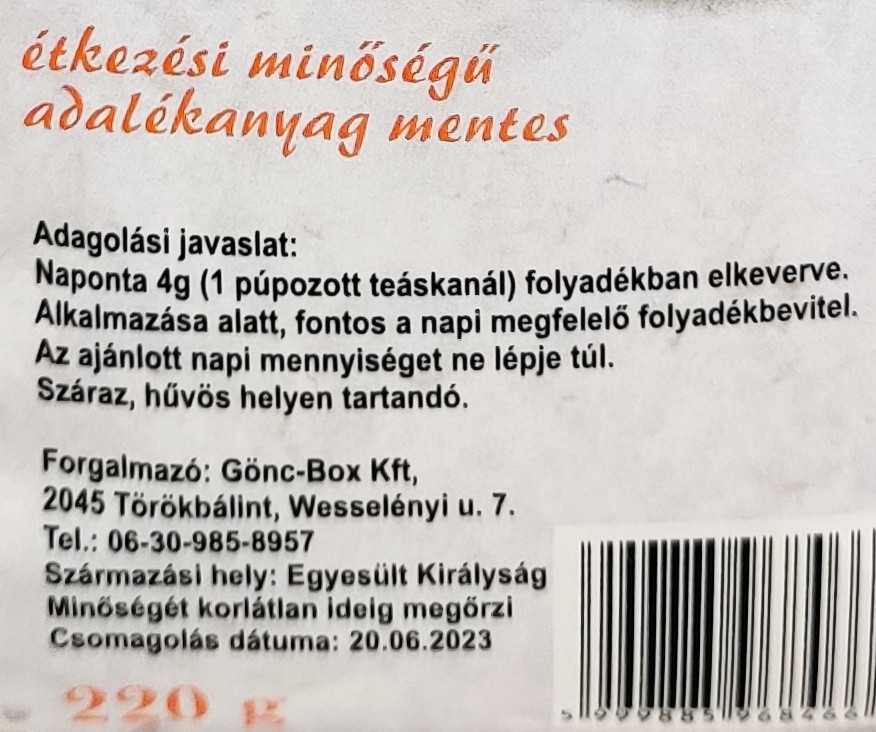 étkezési minőségű
adalékanyag mentes
Adagolási javaslat:
Naponta 4g (1 púpozott teáskanál) folyadékban elkeverve.
Alkalmazása alatt, fontos a napi megfelelő folyadékbevitel.
Az ajánlott napi mennyiséget ne lépje túl.
Száraz, hűvös helyen tartandó.
Forgalmazó: Gönc-Box Kft,
2045 Törökbálint, Wesselényi u. 7.
Tel.: 06-30-985-8957
Származási hely: Egyesült Királyság
Minőségét korlátlan ideig megőrzi
Csomagolás dátuma: 20.06.2023
220 g